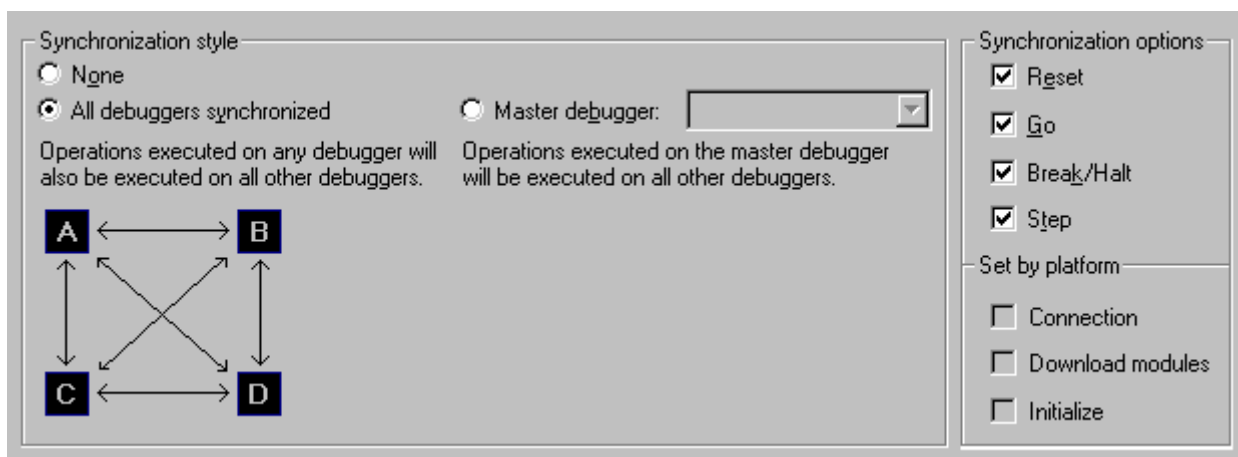 Synchronization style
None
All debuggers synchronized
Master debugger:
Operations executed on any debugger will
also be executed on all other debuggers.
Operations executed on the master debugger
will be executed on all other debuggers.
A
B
C
D
Synchronization options
Reset
Go
Break/Halt
Step
Set by platform
Connection
Download modules
Initialize